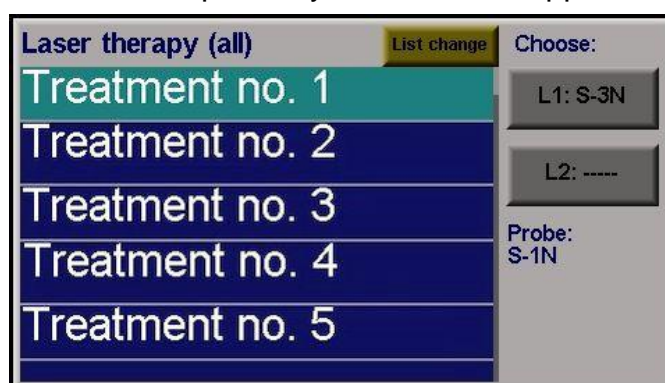 Laser therapy (all)
List change
Treatment no. 1
Treatment no. 2
Treatment no. 3
Treatment no. 4
Treatment no. 5
Choose:
L1: S-3N
L2: -----
Probe:
S-1N